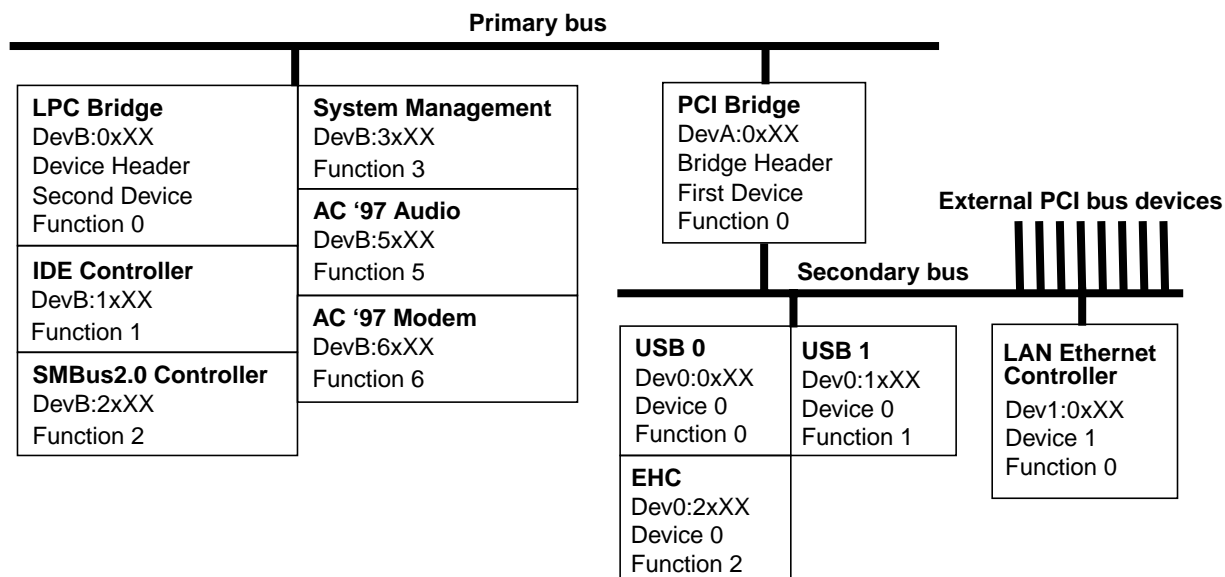 Primary bus
LPC Bridge
DevB:0xXX
Device Header
Second Device
Function 0
IDE Controller
DevB:1xXX
Function 1
SMBus2.0 Controller
DevB:2xXX
Function 2
System Management
DevB:3xXX
Function 3
AC ‘97 Audio
DevB:5xXX
Function 5
AC ‘97 Modem
DevB:6xXX
Function 6
PCI Bridge
DevA:0xXX
Bridge Header
First Device
Function 0
External PCI bus devices
Secondary bus
USB 0
Dev0:0xXX
Device 0
Function 0
USB 1
Dev0:1xXX
Device 0
Function 1
EHC
Dev0:2xXX
Device 0
Function 2
LAN Ethernet
Controller
Dev1:0xXX
Device 1
Function 0